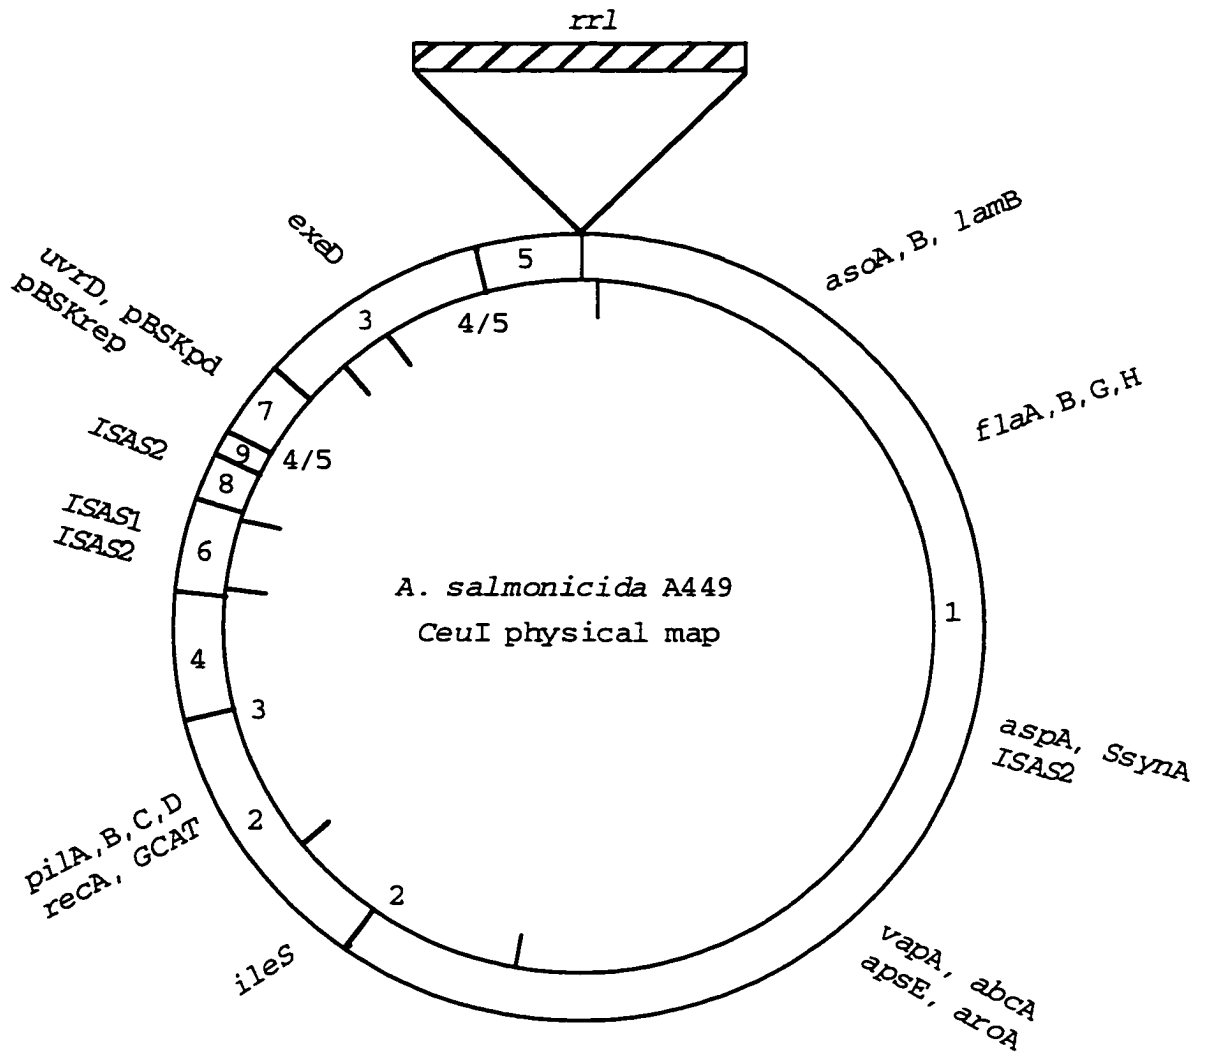 rrl
asoA,B, lamB
exeD
5
uvrD, pBSKpd
pBSKrep
3
4/5
flaA,B,G,H
7
ISAS2
9
4/5
8
ISAS1
ISAS2
6
A. salmonicida A449
CeuI physical map
1
4
3
aspA, SsynA
ISAS2
pilA,B,C,D
recA, GCAT
2
2
ileS
vapA, abcA
apsE, aroA